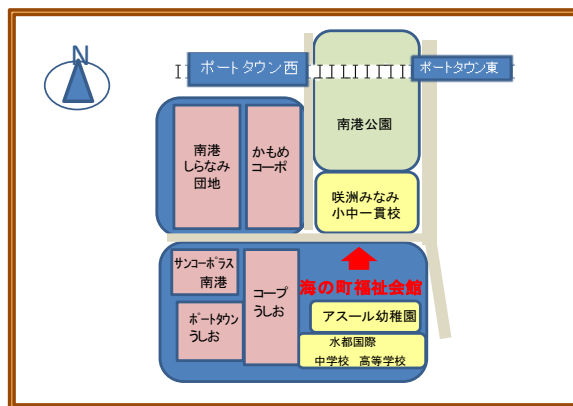 N
ポートタウン西
ポートタウン東
南港公園
南港
しらなみ
団地
かもめ
コーポ
咲洲みなみ
小中一貫校
サンコーポラス
南港
コープ
うしお
海の町福祉会館
アスール幼稚園
ポートタウン
うしお
水都国際
中学校 高等学校